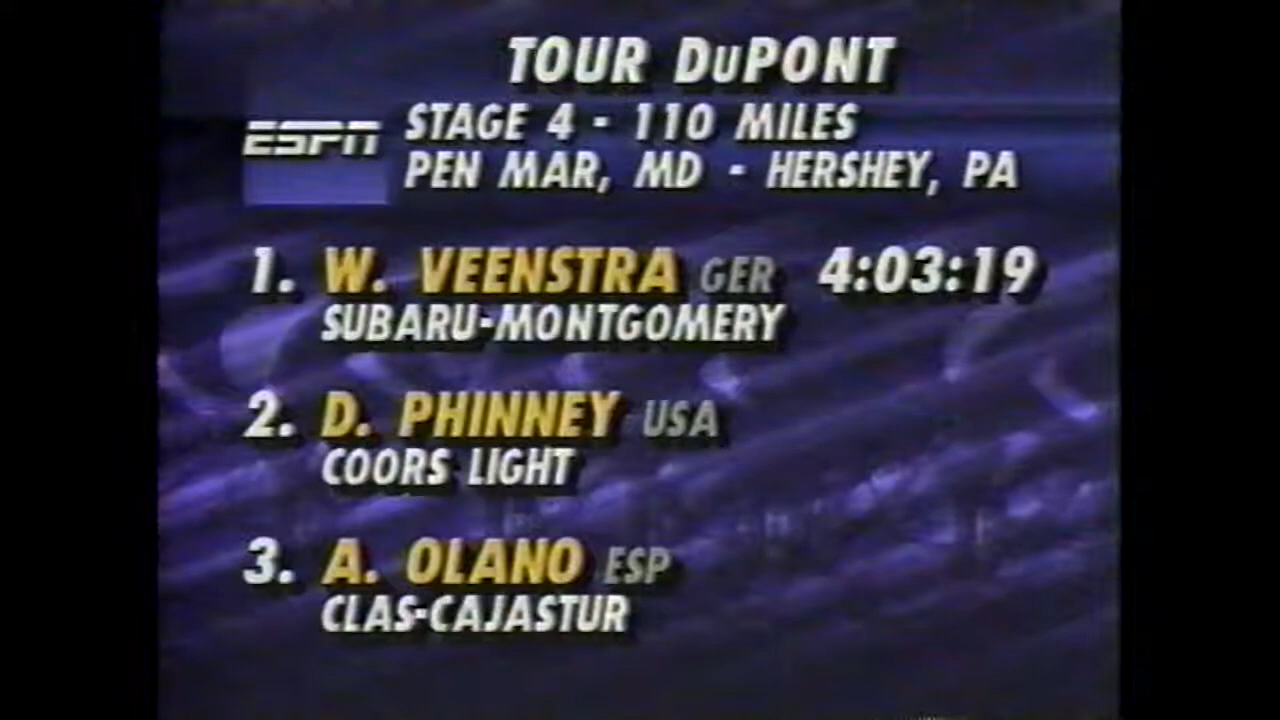 TOUR DuPONT
ESPN
STAGE 4 - 110 MILES
PEN MAR, MD - HERSHEY, PA
1. W. VEENSTRA GER 4:03:19
SUBARU-MONTGOMERY
2. D. PHINNEY USA
COORS LIGHT
3. A. OLANO ESP
CLAS-CAJASTUR